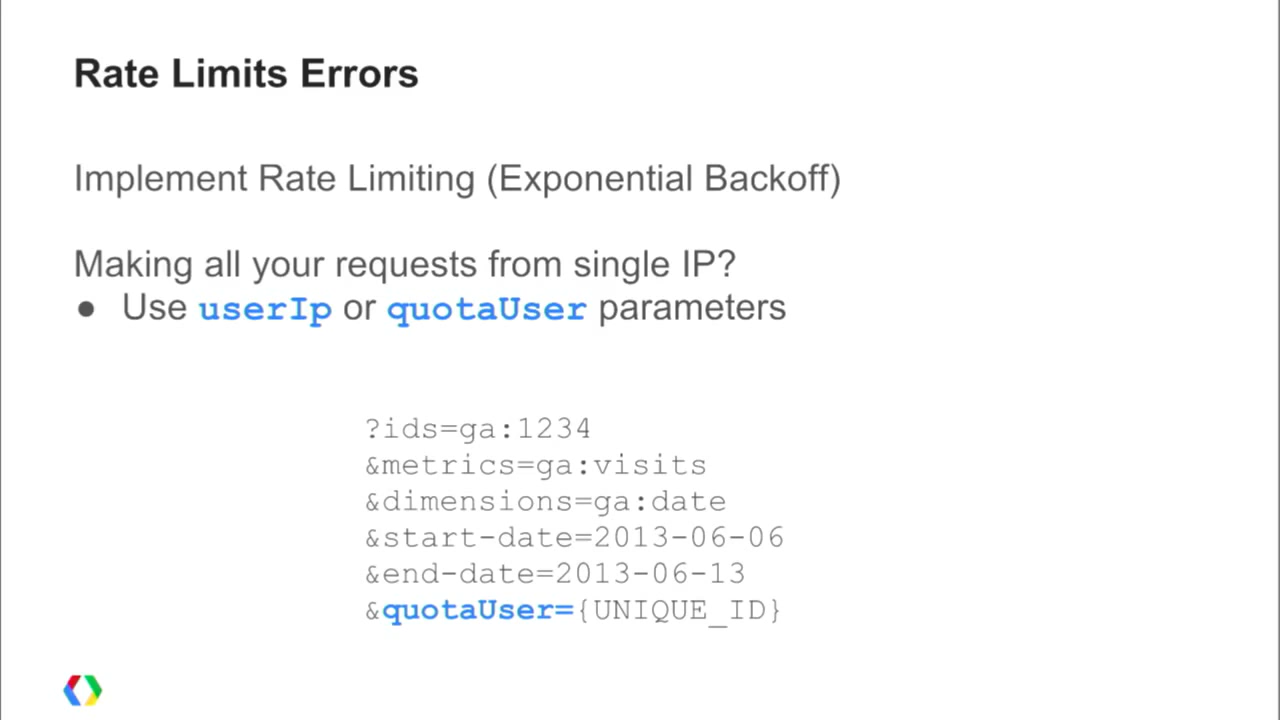 Rate Limits Errors
Implement Rate Limiting (Exponential Backoff)
Making all your requests from single IP?
● Use userIp or quotaUser parameters
?ids=ga:1234
&metrics=ga:visits
&dimensions=ga:date
&start-date=2013-06-06
&end-date=2013-06-13
&quotaUser={UNIQUE_ID}